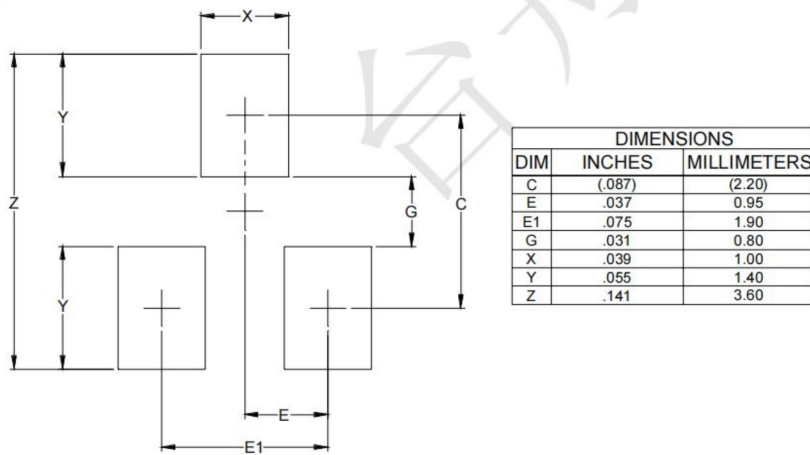 X
Y
Z
G
C
Y
E
E1
DIMENSIONS
DIM INCHES MILLIMETERS
C (.087) (2.20)
E .037 0.95
E1 .075 1.90
G .031 0.80
X .039 1.00
Y .055 1.40
Z .141 3.60
台